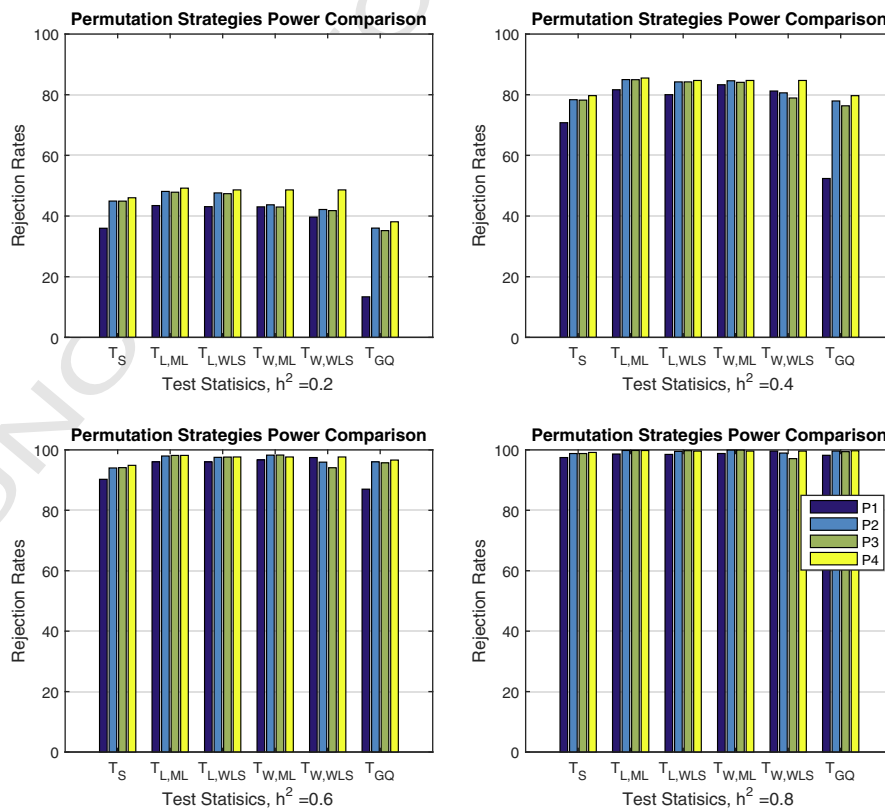 Permutation Strategies Power Comparison
100
80
60
40
20
0
Rejection Rates
T_S T_L,ML T_L,WLS T_W,ML T_W,WLS T_GQ
Test Statisics, h² =0.2
Permutation Strategies Power Comparison
100
80
60
40
20
0
Rejection Rates
T_S T_L,ML T_L,WLS T_W,ML T_W,WLS T_GQ
Test Statisics, h² =0.4
Permutation Strategies Power Comparison
100
80
60
40
20
0
Rejection Rates
T_S T_L,ML T_L,WLS T_W,ML T_W,WLS T_GQ
Test Statisics, h² =0.6
Permutation Strategies Power Comparison
100
80
60
40
20
0
Rejection Rates
P1
P2
P3
P4
T_S T_L,ML T_L,WLS T_W,ML T_W,WLS T_GQ
Test Statisics, h² =0.8